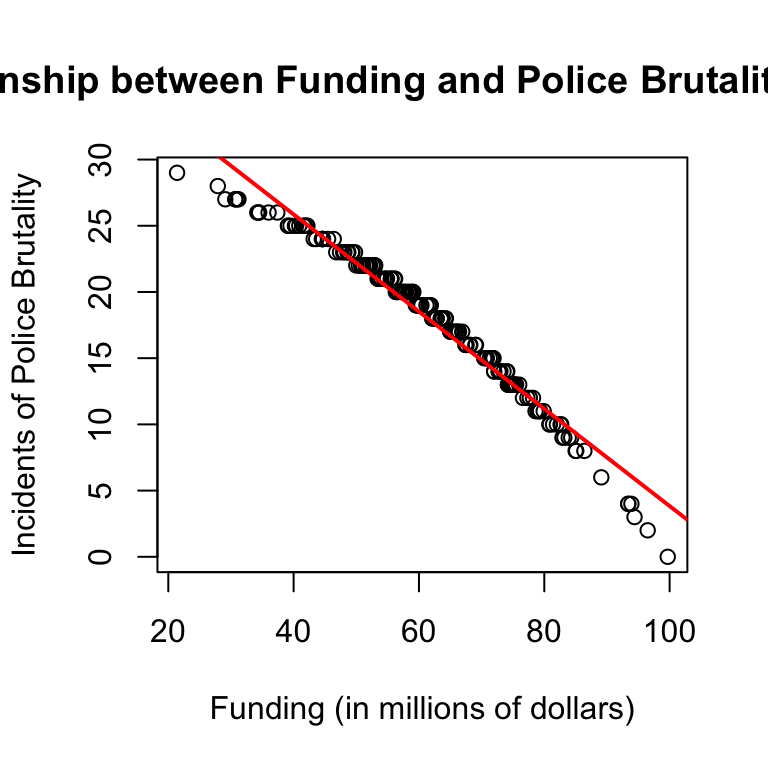 nship between Funding and Police Brutalit
Incidents of Police Brutality
30
25
20
15
10
5
0
20 40 60 80 100
Funding (in millions of dollars)